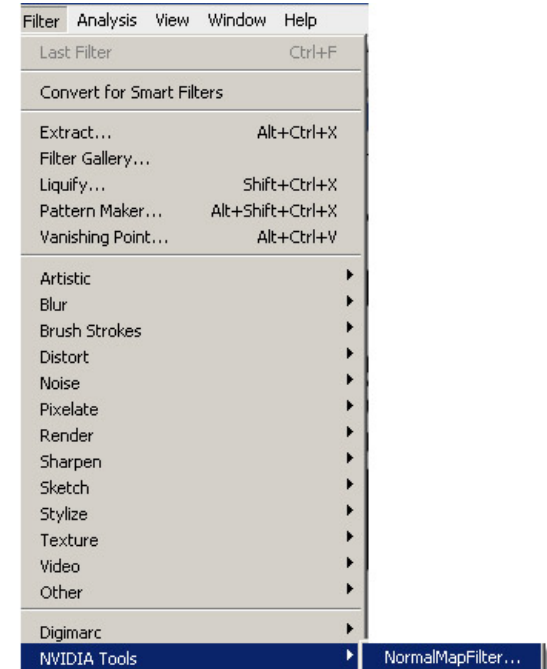 Filter Analysis View Window Help
Last Filter Ctrl+F
Convert for Smart Filters
Extract... Alt+Ctrl+X
Filter Gallery...
Liquify... Shift+Ctrl+X
Pattern Maker... Alt+Shift+Ctrl+X
Vanishing Point... Alt+Ctrl+V
Artistic
Blur
Brush Strokes
Distort
Noise
Pixelate
Render
Sharpen
Sketch
Stylize
Texture
Video
Other
Digimarc
NVIDIA Tools NormalMapFilter...